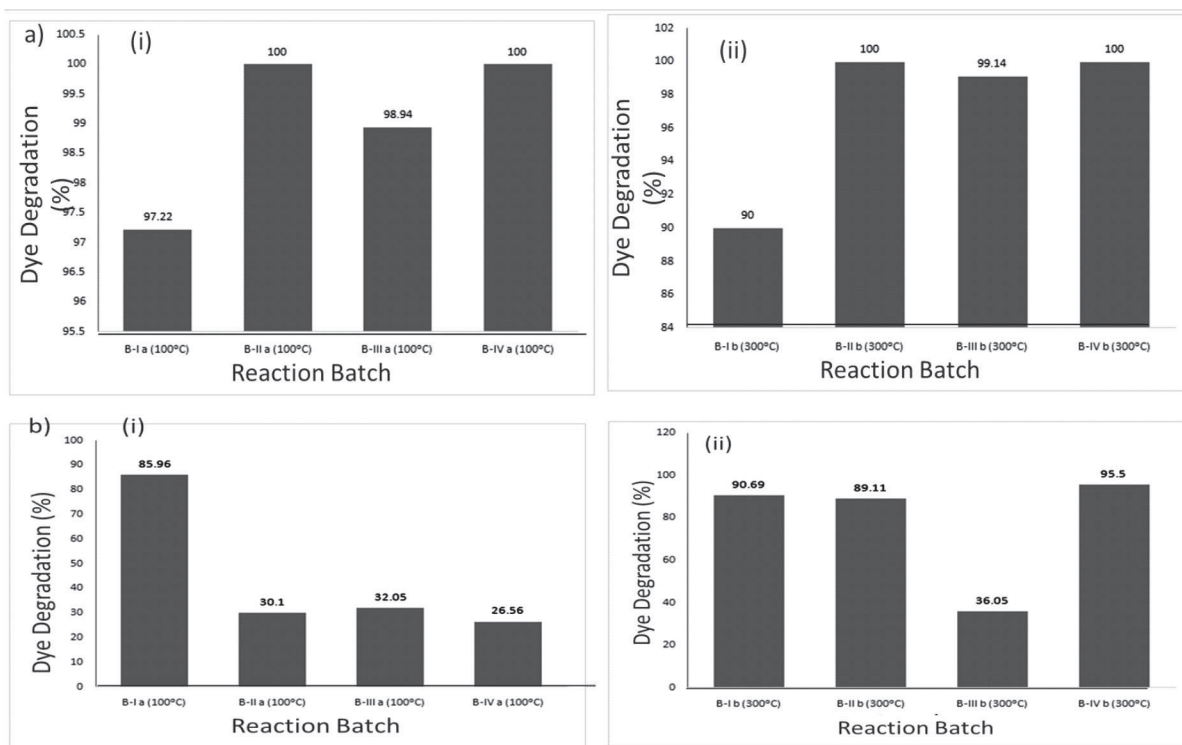 a)
(i)
Dye Degradation
(%)
100.5
100
99.5
99
98.5
98
97.5
97
96.5
96
95.5
97.22
100
98.94
100
B-I a (100°C)
B-II a (100°C)
B-III a (100°C)
B-IV a (100°C)
Reaction Batch
(ii)
Dye Degradation
(%)
102
100
98
96
94
92
90
88
86
84
90
100
99.14
100
B-I b (300°C)
B-II b (300°C)
B-III b (300°C)
B-IV b (300°C)
Reaction Batch
b)
(i)
Dye Degradation (%)
100
90
80
70
60
50
40
30
20
10
0
85.96
30.1
32.05
26.56
B-I a (100°C)
B-II a (100°C)
B-III a (100°C)
B-IV a (100°C)
Reaction Batch
(ii)
Dye Degradation (%)
120
100
80
60
40
20
0
90.69
89.11
36.05
95.5
B-I b (300°C)
B-II b (300°C)
B-III b (300°C)
B-IV b (300°C)
Reaction Batch